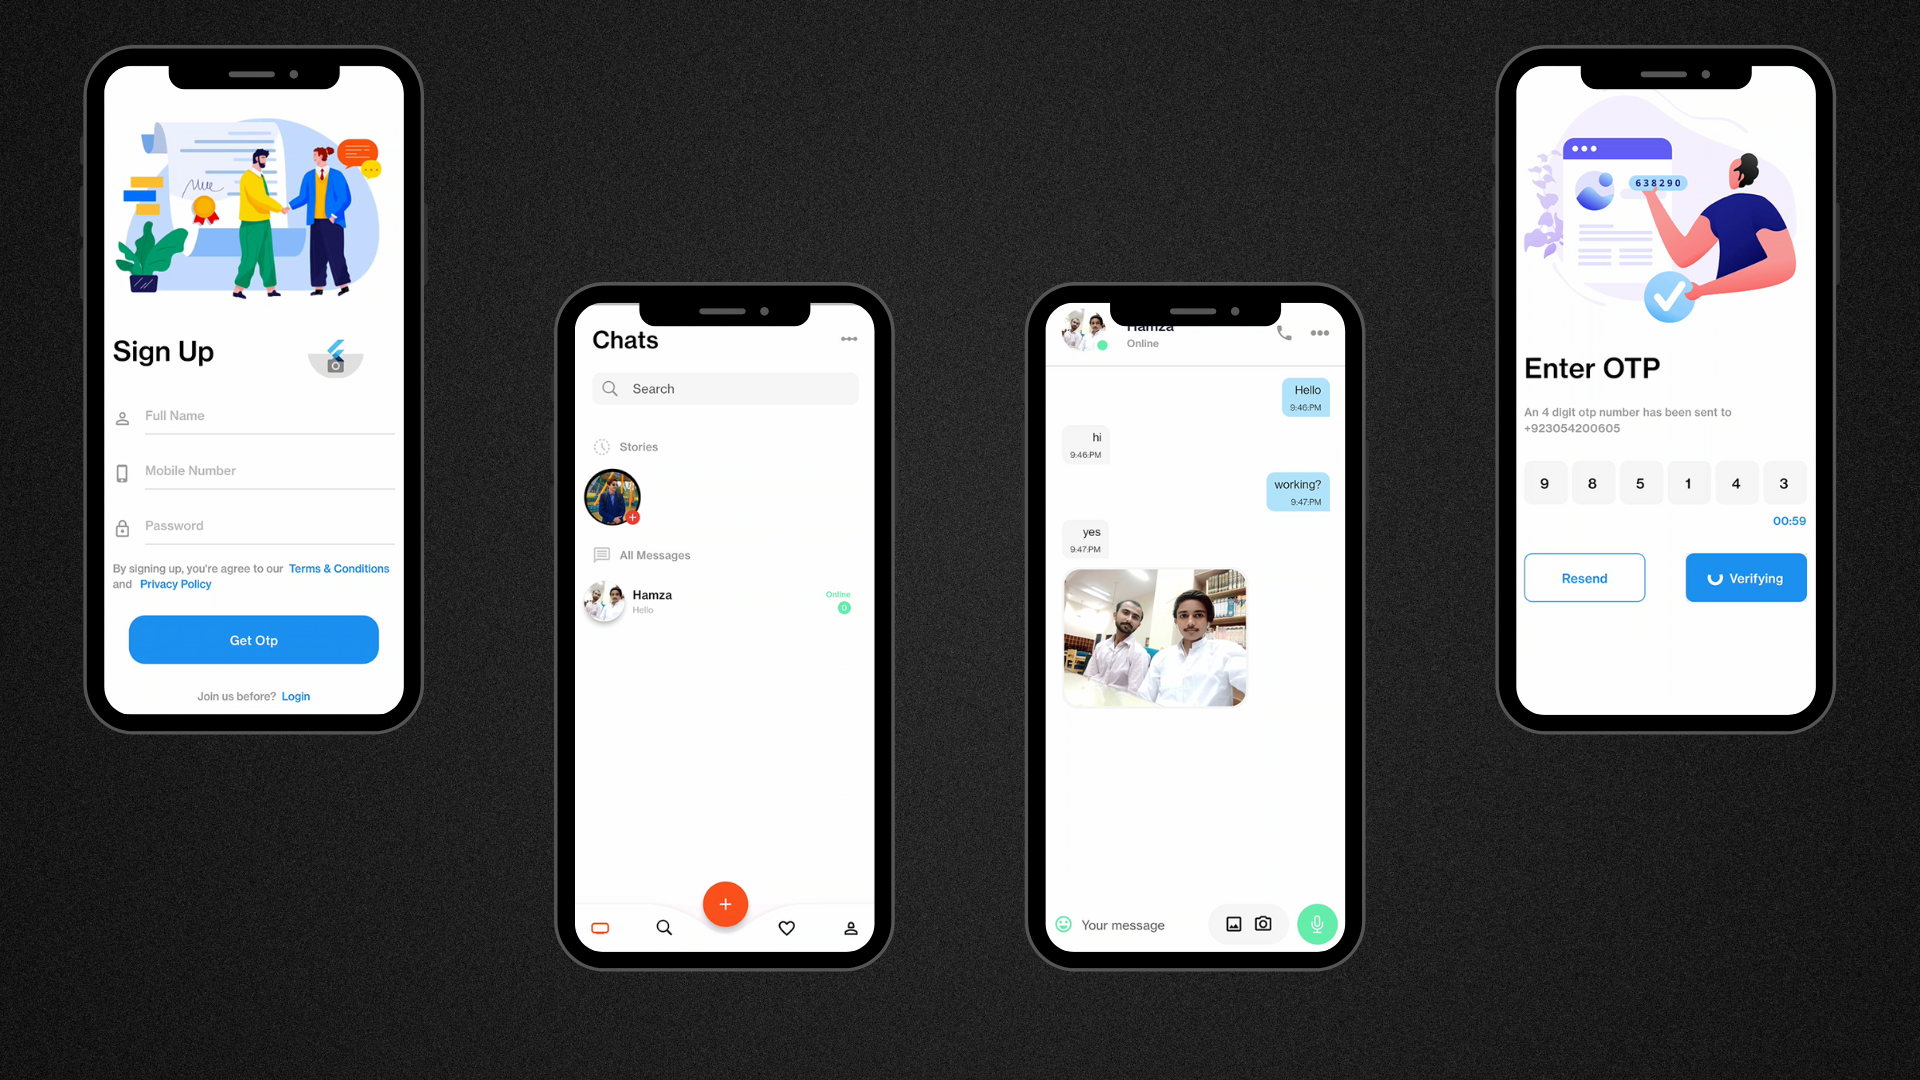 Sign Up
Full Name
Mobile Number
Password
By signing up, you're agree to our Terms & Conditions
and Privacy Policy
Get Otp
Join us before? Login
Chats
Search
Stories
All Messages
Hamza
Online
Hello
0
Hamza
Online
Hello
9:46:PM
hi
9:46:PM
working?
9:47:PM
yes
9:47:PM
Your message
638290
Enter OTP
An 4 digit otp number has been sent to
+923054200605
9 8 5 1 4 3
00:59
Resend
Verifying